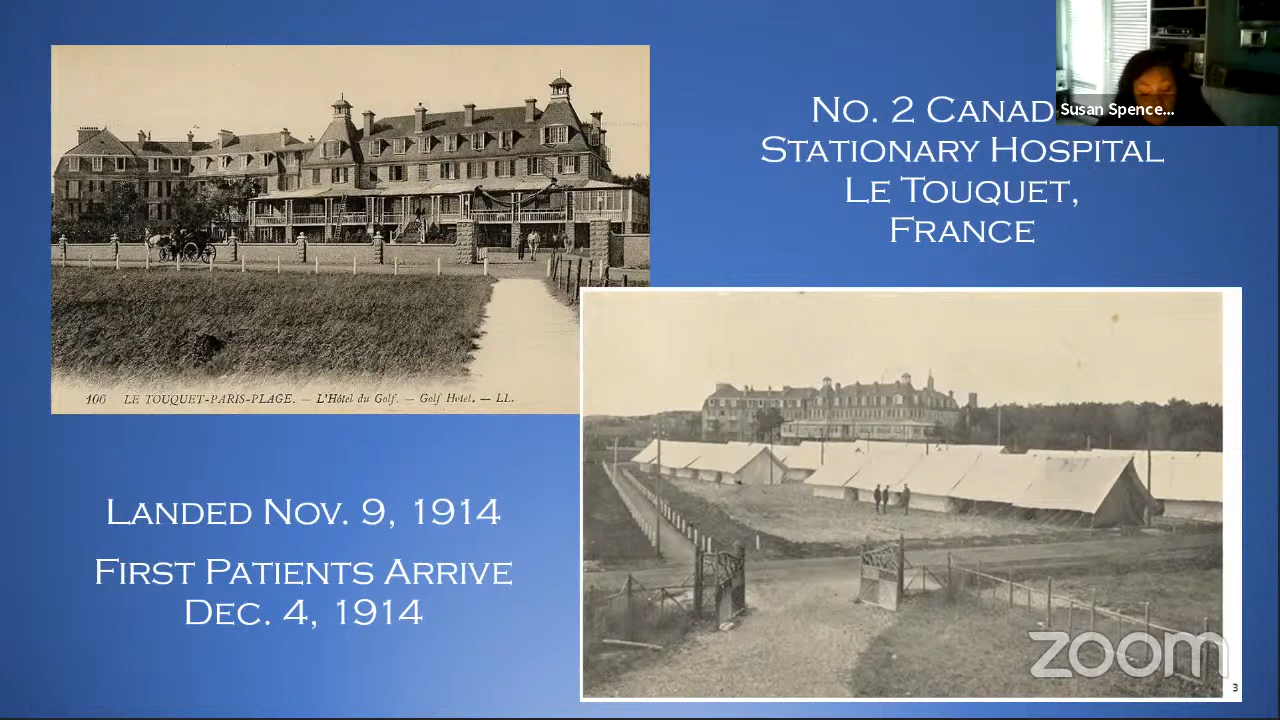 No. 2 Canad
Stationary Hospital
Le Touquet,
France
Susan Spence...
106 LE TOUQUET-PARIS-PLAGE. — L'Hôtel du Golf. — Golf Hotel. — LL.
Landed Nov. 9, 1914
First Patients Arrive
Dec. 4, 1914
zoom
3